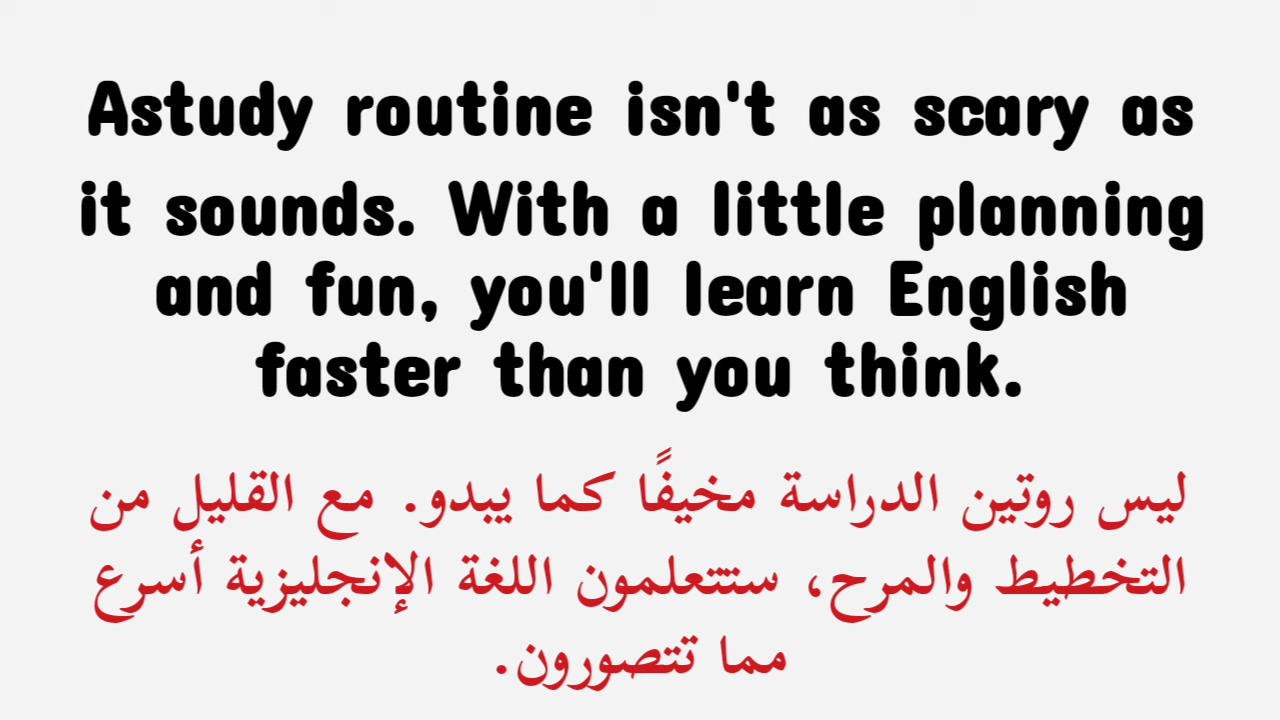 Astudy routine isn't as scary as
it sounds. With a little planning
and fun, you'll learn English
faster than you think.
ليس روتين الدراسة مخيفًا كما يبدو. مع القليل من
التخطيط والمرح، ستتعلمون اللغة الإنجليزية أسرع
مما تتصورون.